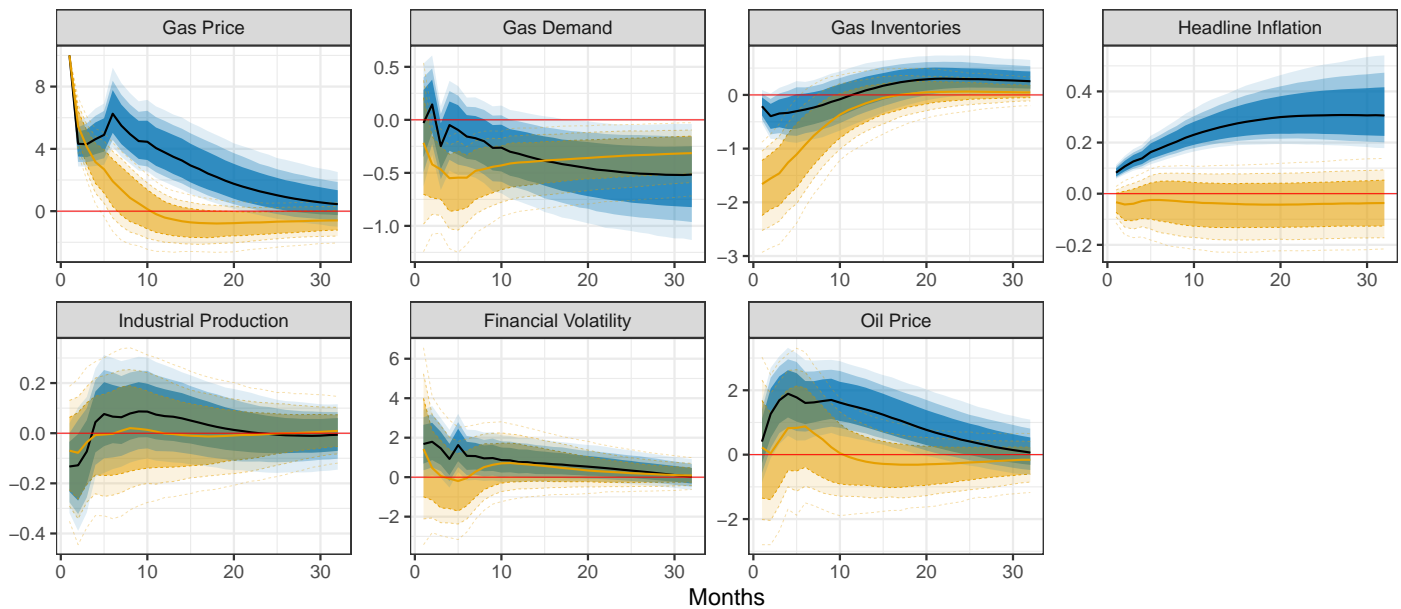 Gas Price
Gas Demand
Gas Inventories
Headline Inflation
8
4
0
0 10 20 30
0.5
0.0
−0.5
−1.0
0 10 20 30
0
−1
−2
−3
0 10 20 30
0.4
0.2
0.0
−0.2
0 10 20 30
Industrial Production
Financial Volatility
Oil Price
0.2
0.0
−0.2
−0.4
0 10 20 30
6
4
2
0
−2
0 10 20 30
2
0
−2
0 10 20 30
Months